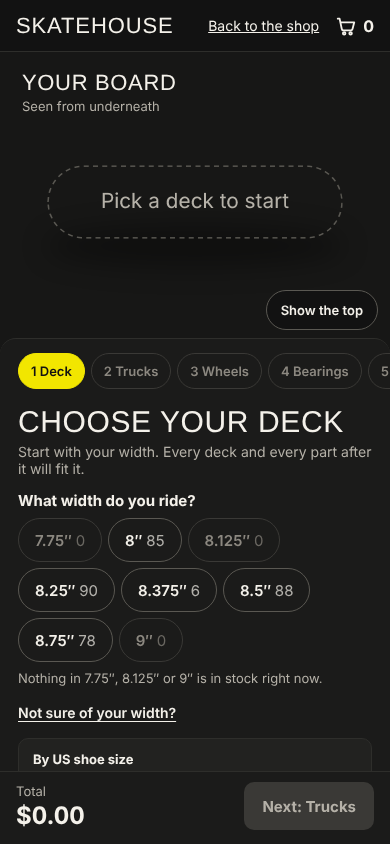 SKATEHOUSE Back to the shop 0
YOUR BOARD
Seen from underneath
Pick a deck to start
Show the top
1 Deck 2 Trucks 3 Wheels 4 Bearings 5
CHOOSE YOUR DECK
Start with your width. Every deck and every part after
it will fit it.
What width do you ride?
7.75″ 0 8″ 85 8.125″ 0
8.25″ 90 8.375″ 6 8.5″ 88
8.75″ 78 9″ 0
Nothing in 7.75″, 8.125″ or 9″ is in stock right now.
Not sure of your width?
By US shoe size
Total
$0.00 Next: Trucks